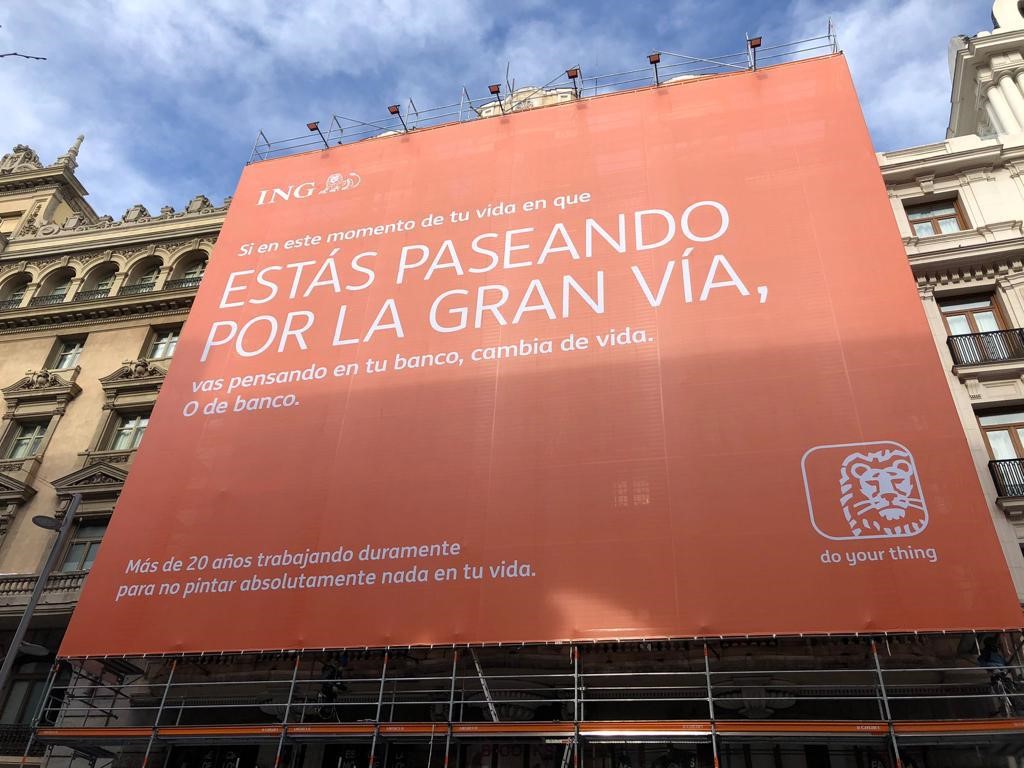 ING
Si en este momento de tu vida en que
ESTÁS PASEANDO
POR LA GRAN VÍA,
vas pensando en tu banco, cambia de vida.
O de banco.
do your thing
Más de 20 años trabajando duramente
para no pintar absolutamente nada en tu vida.